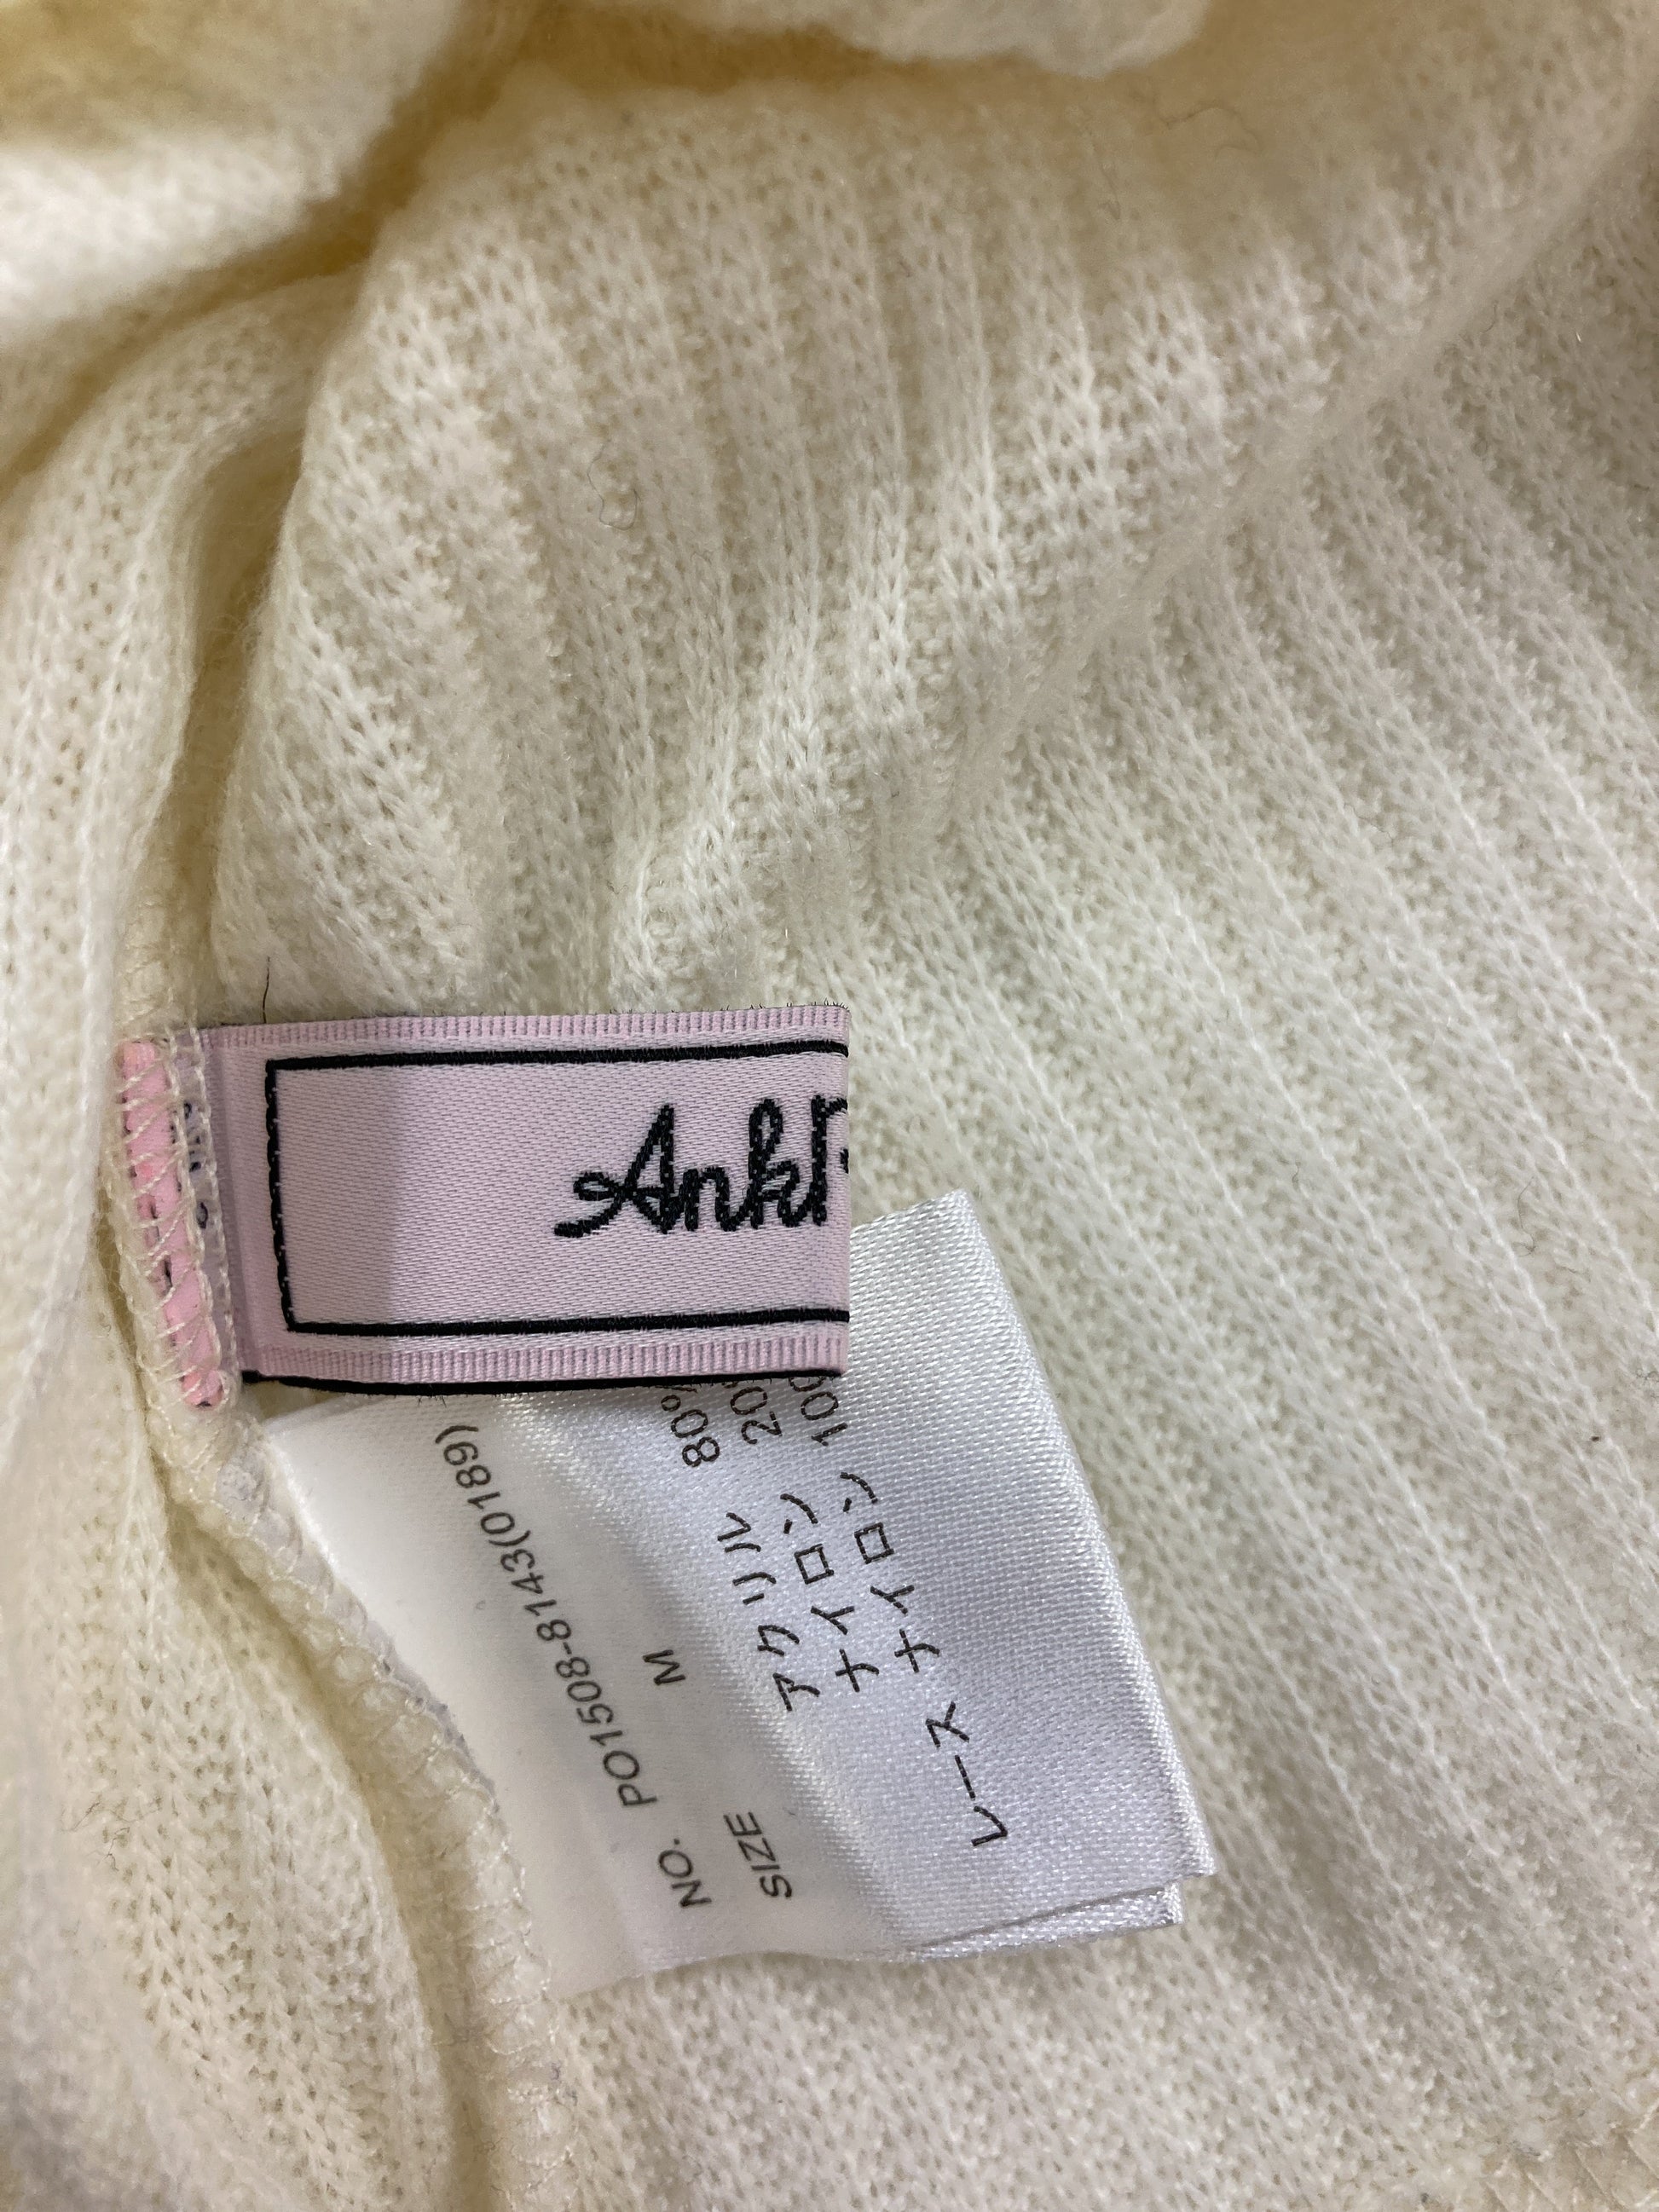 Ank
NO. PO1508-8143(0189)
SIZE M
アクリル 80%
ナイロン 20
ナイロン 100
レース